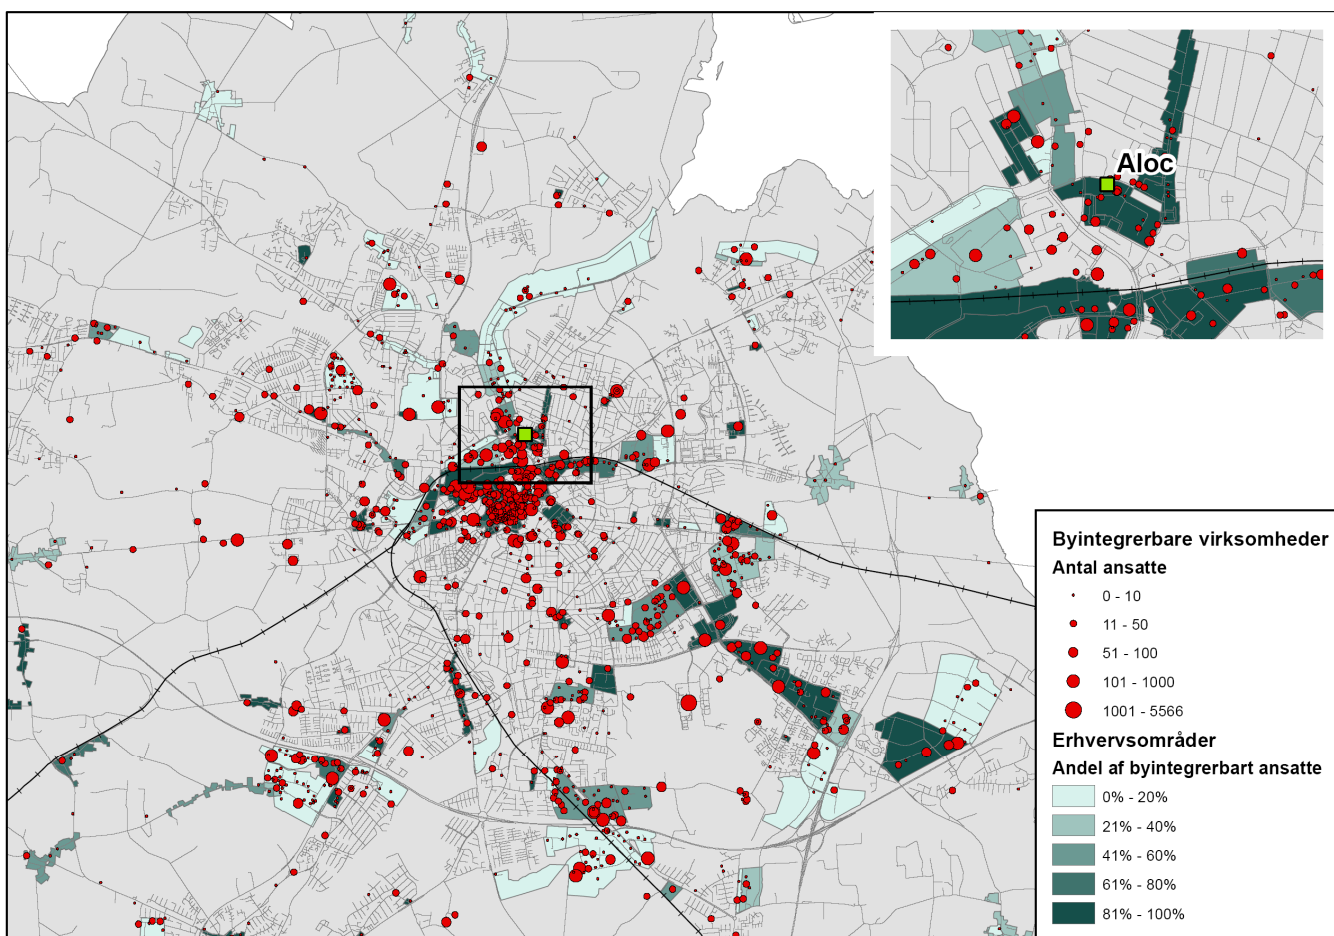 Aloc
Byintegrerbare virksomheder
Antal ansatte
0 - 10
11 - 50
51 - 100
101 - 1000
1001 - 5566
Erhvervsområder
Andel af byintegrerbart ansatte
0% - 20%
21% - 40%
41% - 60%
61% - 80%
81% - 100%